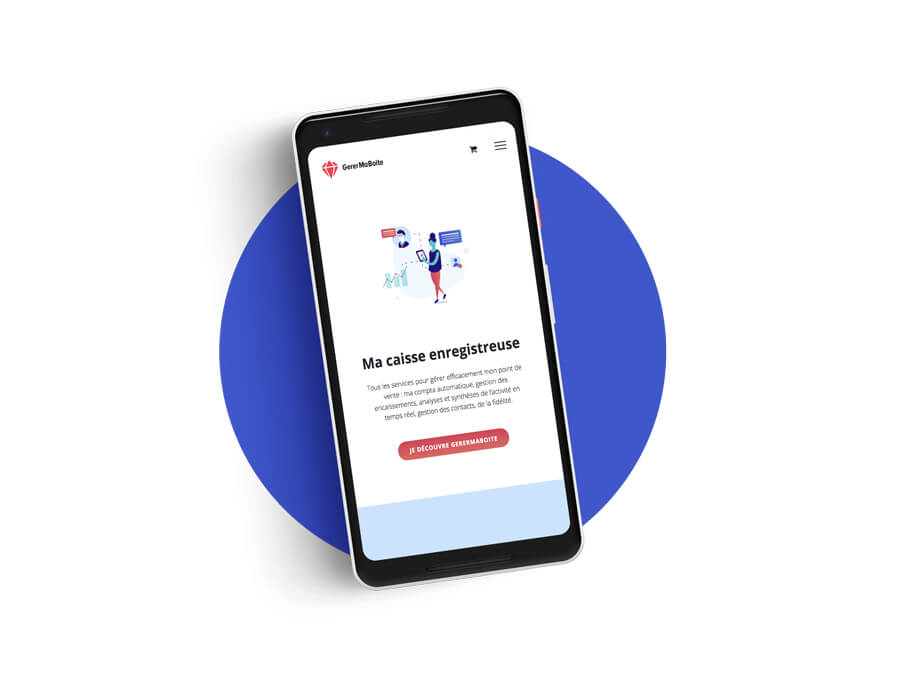 GererMaBoite
Ma caisse enregistreuse
Tous les services pour gérer efficacement mon point de
vente : ma compta automatique, gestion des
encaissements, analyses et synthèses de l'activité en
temps réel, gestion des contacts, de la fidélité.
JE DÉCOUVRE GERERMABOITE